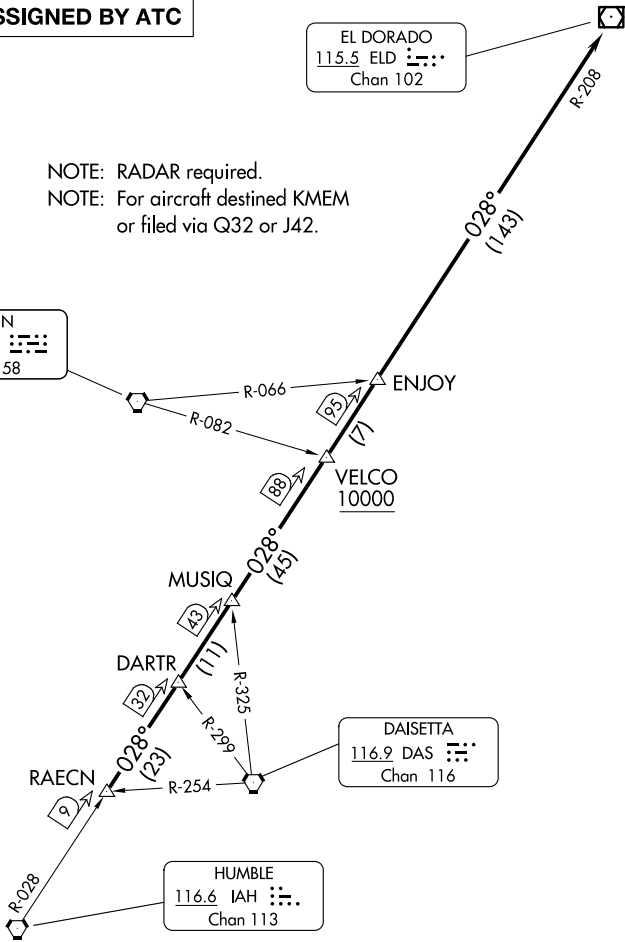 SSIGNED BY ATC
EL DORADO
115.5 ELD
Chan 102
R-208
NOTE: RADAR required.
NOTE: For aircraft destined KMEM
or filed via Q32 or J42.
028°
(143)
N
58
R-066
ENJOY
95
R-082
(7)
VELCO
10000
88
028°
(45)
MUSIQ
43
(11)
DARTR
R-325
32
R-299
028°
(23)
DAISETTA
116.9 DAS
Chan 116
RAECN
R-254
9
R-028
HUMBLE
116.6 IAH
Chan 113